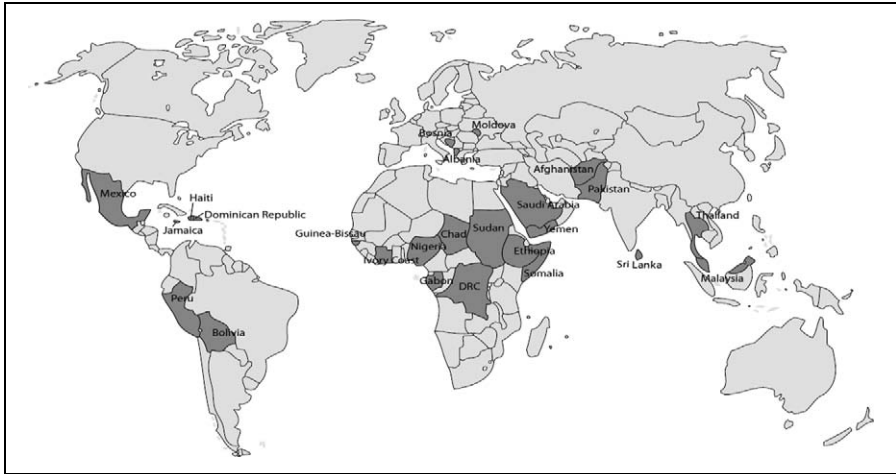 Moldova
Bosnia
Albania
Afghanistan
Pakistan
Mexico
Haiti
Dominican Republic
Jamaica
Saudi Arabia
Yemen
Thailand
Guinea-Bissau
Chad
Sudan
Nigeria
Ivory Coast
Ethiopia
Somalia
Sri Lanka
Malaysia
Gabon
DRC
Peru
Bolivia